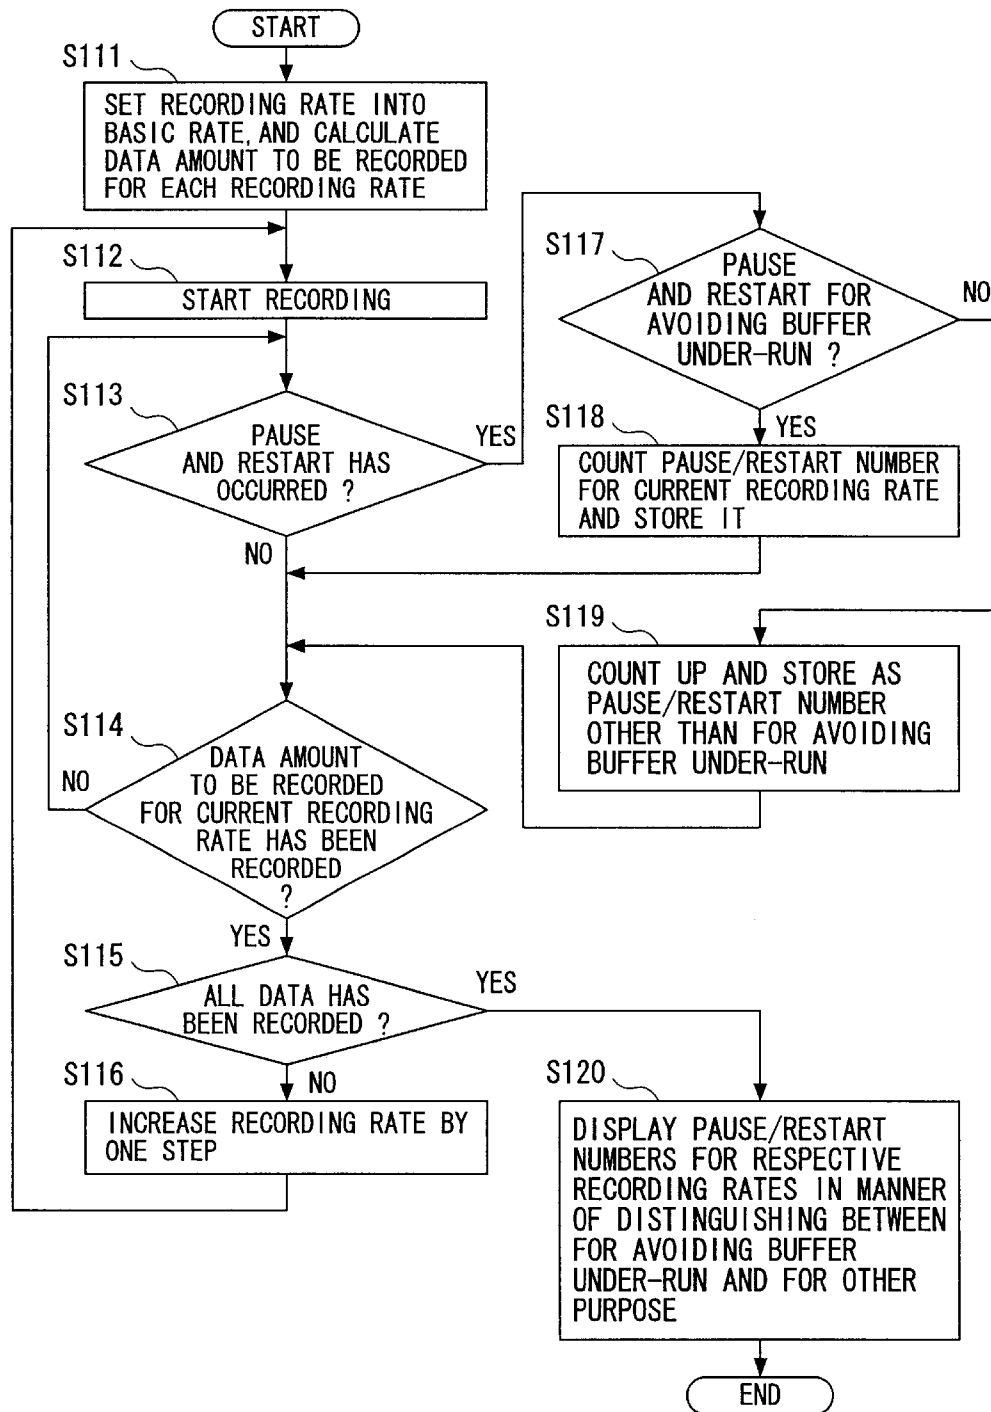 START
S111
SET RECORDING RATE INTO
BASIC RATE, AND CALCULATE
DATA AMOUNT TO BE RECORDED
FOR EACH RECORDING RATE
S112
START RECORDING
S113
PAUSE
AND RESTART HAS
OCCURRED ?
YES
NO
S117
PAUSE
AND RESTART FOR
AVOIDING BUFFER
UNDER-RUN ?
NO
YES
S118
COUNT PAUSE/RESTART NUMBER
FOR CURRENT RECORDING RATE
AND STORE IT
S119
COUNT UP AND STORE AS
PAUSE/RESTART NUMBER
OTHER THAN FOR AVOIDING
BUFFER UNDER-RUN
S114
NO
DATA AMOUNT
TO BE RECORDED
FOR CURRENT RECORDING
RATE HAS BEEN
RECORDED
?
YES
S115
ALL DATA HAS
BEEN RECORDED ?
YES
NO
S116
INCREASE RECORDING RATE BY
ONE STEP
S120
DISPLAY PAUSE/RESTART
NUMBERS FOR RESPECTIVE
RECORDING RATES IN MANNER
OF DISTINGUISHING BETWEEN
FOR AVOIDING BUFFER
UNDER-RUN AND FOR OTHER
PURPOSE
END